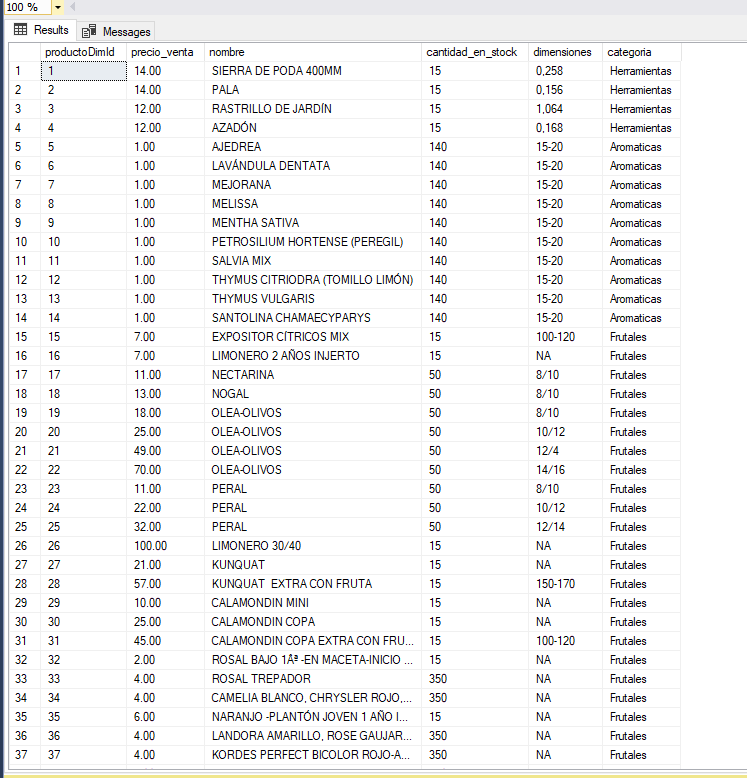 100 %
Results Messages
productoDimId precio_venta nombre cantidad_en_stock dimensiones categoria
1 1 14.00 SIERRA DE PODA 400MM 15 0,258 Herramientas
2 2 14.00 PALA 15 0,156 Herramientas
3 3 12.00 RASTRILLO DE JARDÍN 15 1,064 Herramientas
4 4 12.00 AZADÓN 15 0,168 Herramientas
5 5 1.00 AJEDREA 140 15-20 Aromaticas
6 6 1.00 LAVÁNDULA DENTATA 140 15-20 Aromaticas
7 7 1.00 MEJORANA 140 15-20 Aromaticas
8 8 1.00 MELISSA 140 15-20 Aromaticas
9 9 1.00 MENTHA SATIVA 140 15-20 Aromaticas
10 10 1.00 PETROSILIUM HORTENSE (PEREGIL) 140 15-20 Aromaticas
11 11 1.00 SALVIA MIX 140 15-20 Aromaticas
12 12 1.00 THYMUS CITRIODRA (TOMILLO LIMÓN) 140 15-20 Aromaticas
13 13 1.00 THYMUS VULGARIS 140 15-20 Aromaticas
14 14 1.00 SANTOLINA CHAMAECYPARYS 140 15-20 Aromaticas
15 15 7.00 EXPOSITOR CÍTRICOS MIX 15 100-120 Frutales
16 16 7.00 LIMONERO 2 AÑOS INJERTO 15 NA Frutales
17 17 11.00 NECTARINA 50 8/10 Frutales
18 18 13.00 NOGAL 50 8/10 Frutales
19 19 18.00 OLEA-OLIVOS 50 8/10 Frutales
20 20 25.00 OLEA-OLIVOS 50 10/12 Frutales
21 21 49.00 OLEA-OLIVOS 50 12/4 Frutales
22 22 70.00 OLEA-OLIVOS 50 14/16 Frutales
23 23 11.00 PERAL 50 8/10 Frutales
24 24 22.00 PERAL 50 10/12 Frutales
25 25 32.00 PERAL 50 12/14 Frutales
26 26 100.00 LIMONERO 30/40 15 NA Frutales
27 27 21.00 KUNQUAT 15 NA Frutales
28 28 57.00 KUNQUAT EXTRA CON FRUTA 15 150-170 Frutales
29 29 10.00 CALAMONDIN MINI 15 NA Frutales
30 30 25.00 CALAMONDIN COPA 15 NA Frutales
31 31 45.00 CALAMONDIN COPA EXTRA CON FRU... 15 100-120 Frutales
32 32 2.00 ROSAL BAJO 1Âª -EN MACETA-INICIO ... 15 NA Frutales
33 33 4.00 ROSAL TREPADOR 350 NA Frutales
34 34 4.00 CAMELIA BLANCO, CHRYSLER ROJO,... 350 NA Frutales
35 35 6.00 NARANJO -PLANTÓN JOVEN 1 AÑO I... 15 NA Frutales
36 36 4.00 LANDORA AMARILLO, ROSE GAUJAR... 350 NA Frutales
37 37 4.00 KORDES PERFECT BICOLOR ROJO-A... 350 NA Frutales